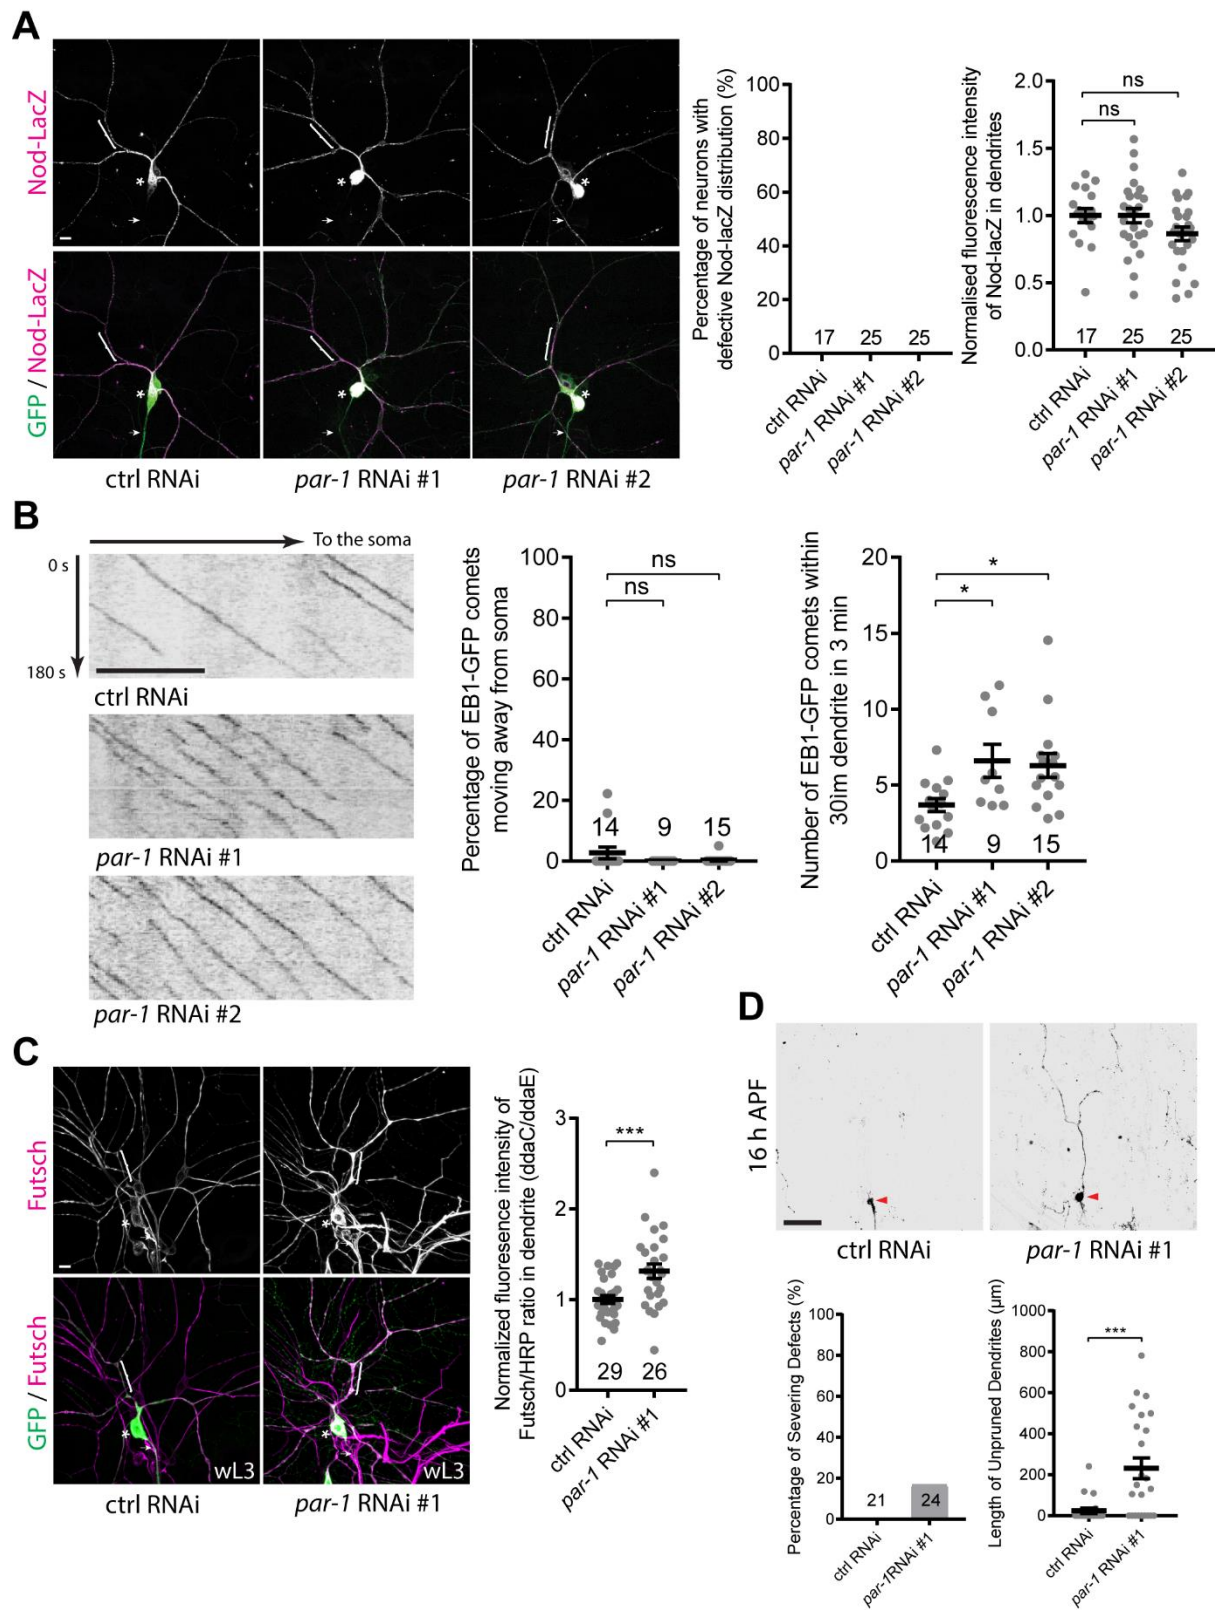 A
Nod-LacZ
GFP / Nod-LacZ
*
*
*
*
*
*
ctrl RNAi
par-1 RNAi #1
par-1 RNAi #2
Percentage of neurons with
defective Nod-lacZ distribution (%)
100
80
60
40
20
0
17
25
25
ctrl RNAi
par-1 RNAi #1
par-1 RNAi #2
Normalised fluorescence intensity
of Nod-lacZ in dendrites
2.0
1.5
1.0
0.5
0.0
ns
ns
17
25
25
ctrl RNAi
par-1 RNAi #1
par-1 RNAi #2
B
To the soma
0 s
180 s
ctrl RNAi
par-1 RNAi #1
par-1 RNAi #2
Percentage of EB1-GFP comets
moving away from soma
100
80
60
40
20
0
ns
ns
14
9
15
ctrl RNAi
par-1 RNAi #1
par-1 RNAi #2
Number of EB1-GFP comets within
30lm dendrite in 3 min
20
15
10
5
0
*
*
14
9
15
ctrl RNAi
par-1 RNAi #1
par-1 RNAi #2
C
Futsch
GFP / Futsch
*
*
*
*
wL3
wL3
ctrl RNAi
par-1 RNAi #1
Normalized fluoresence intensity of
Futsch/HRP ratio in dendrite (ddaC/ddaE)
3
2
1
0
***
29
26
ctrl RNAi
par-1 RNAi #1
D
16 h APF
ctrl RNAi
par-1 RNAi #1
Percentage of Severing Defects (%)
100
80
60
40
20
0
21
24
ctrl RNAi
par-1RNAi #1
Length of Unpruned Dendrites (μm)
1000
800
600
400
200
0
***
ctrl RNAi
par-1 RNAi #1